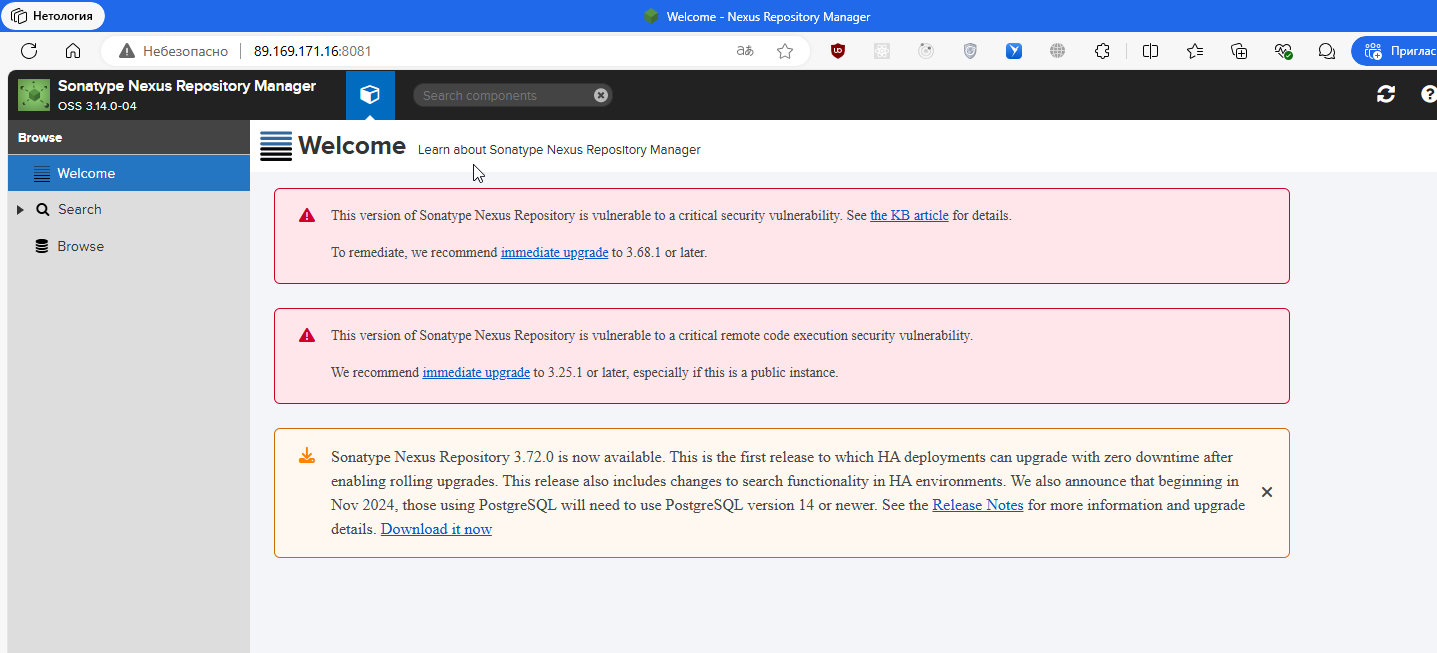 Нетология
Welcome - Nexus Repository Manager
Небезопасно
89.169.171.16:8081
аあ
Приглас
Sonatype Nexus Repository Manager
OSS 3.14.0-04
Search components
Browse
Welcome
Search
Browse
Welcome Learn about Sonatype Nexus Repository Manager
This version of Sonatype Nexus Repository is vulnerable to a critical security vulnerability. See the KB article for details.
To remediate, we recommend immediate upgrade to 3.68.1 or later.
This version of Sonatype Nexus Repository is vulnerable to a critical remote code execution security vulnerability.
We recommend immediate upgrade to 3.25.1 or later, especially if this is a public instance.
Sonatype Nexus Repository 3.72.0 is now available. This is the first release to which HA deployments can upgrade with zero downtime after
enabling rolling upgrades. This release also includes changes to search functionality in HA environments. We also announce that beginning in
Nov 2024, those using PostgreSQL will need to use PostgreSQL version 14 or newer. See the Release Notes for more information and upgrade
details. Download it now